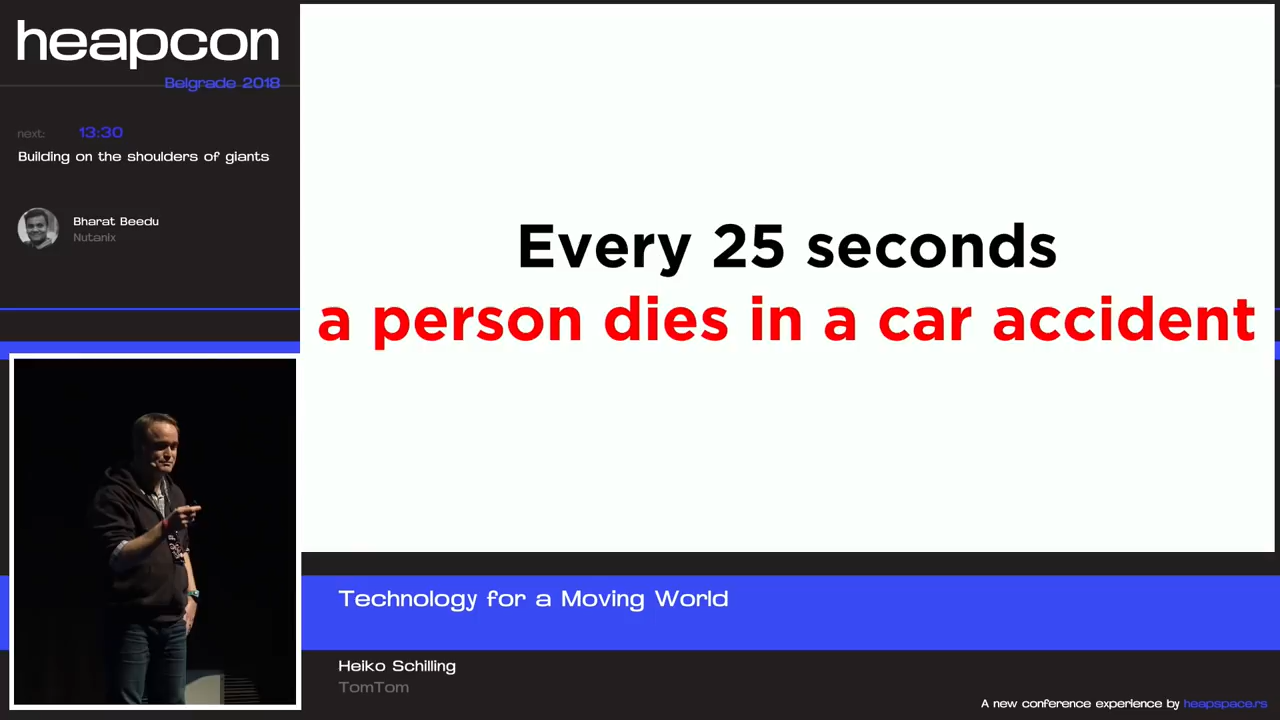 heapcon
Belgrade 2018
next: 13:30
Building on the shoulders of giants
Bharat Beedu
Nutanix
Every 25 seconds
a person dies in a car accident
Technology for a Moving World
Heiko Schilling
TomTom
A new conference experience by heapspace.rs